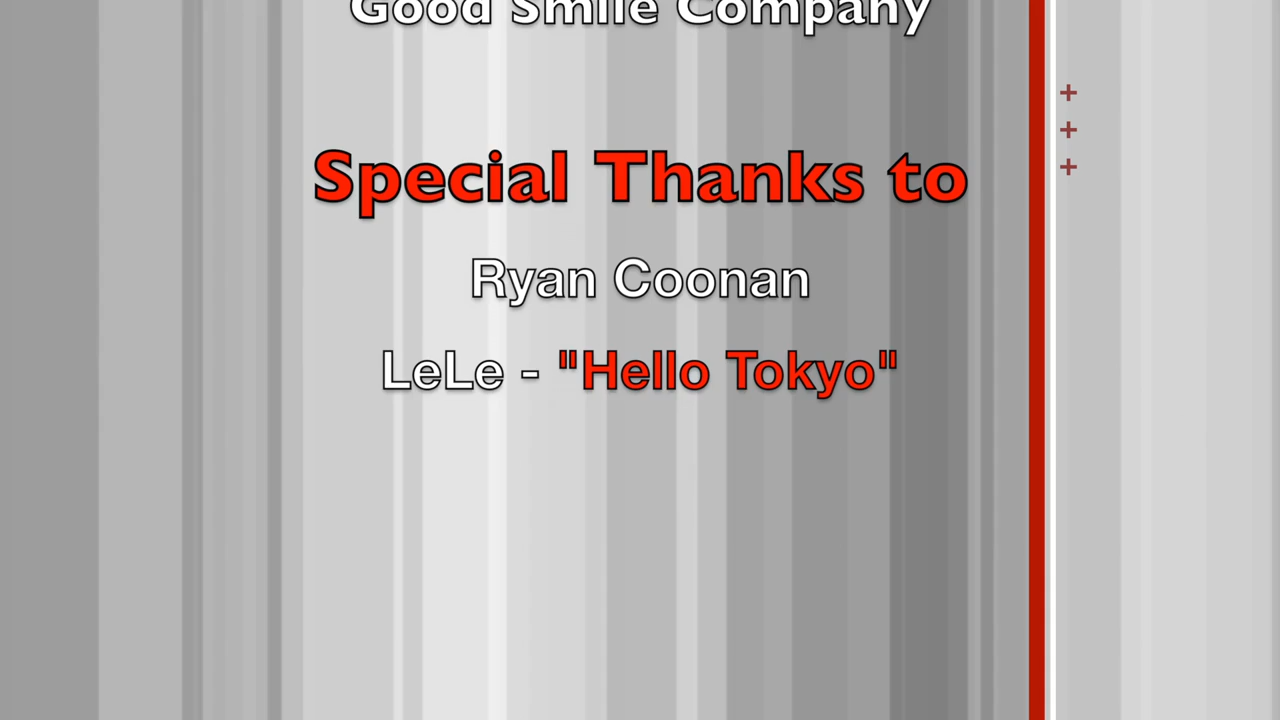 Good Smile Company
+
+
+
Special Thanks to
Ryan Coonan
LeLe - "Hello Tokyo"